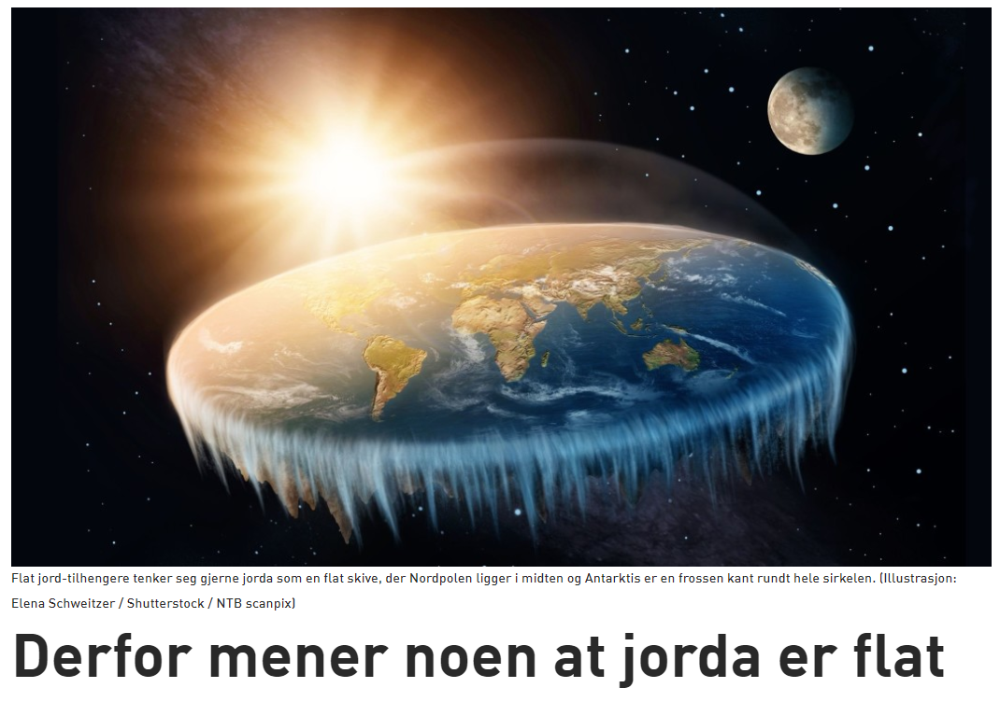 Flat jord-tilhengere tenker seg gjerne jorda som en flat skive, der Nordpolen ligger i midten og Antarktis er en frossen kant rundt hele sirkelen. (Illustrasjon:
Elena Schweitzer / Shutterstock / NTB scanpix)
Derfor mener noen at jorda er flat